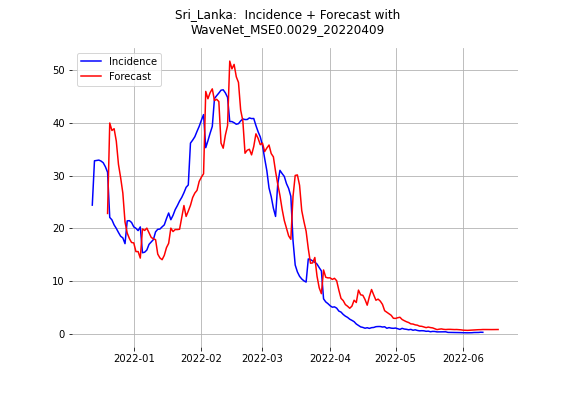 Sri_Lanka:  Incidence + Forecast with
WaveNet_MSE0.0029_20220409
Incidence
Forecast
50
40
30
20
10
0
2022-01 2022-02 2022-03 2022-04 2022-05 2022-06